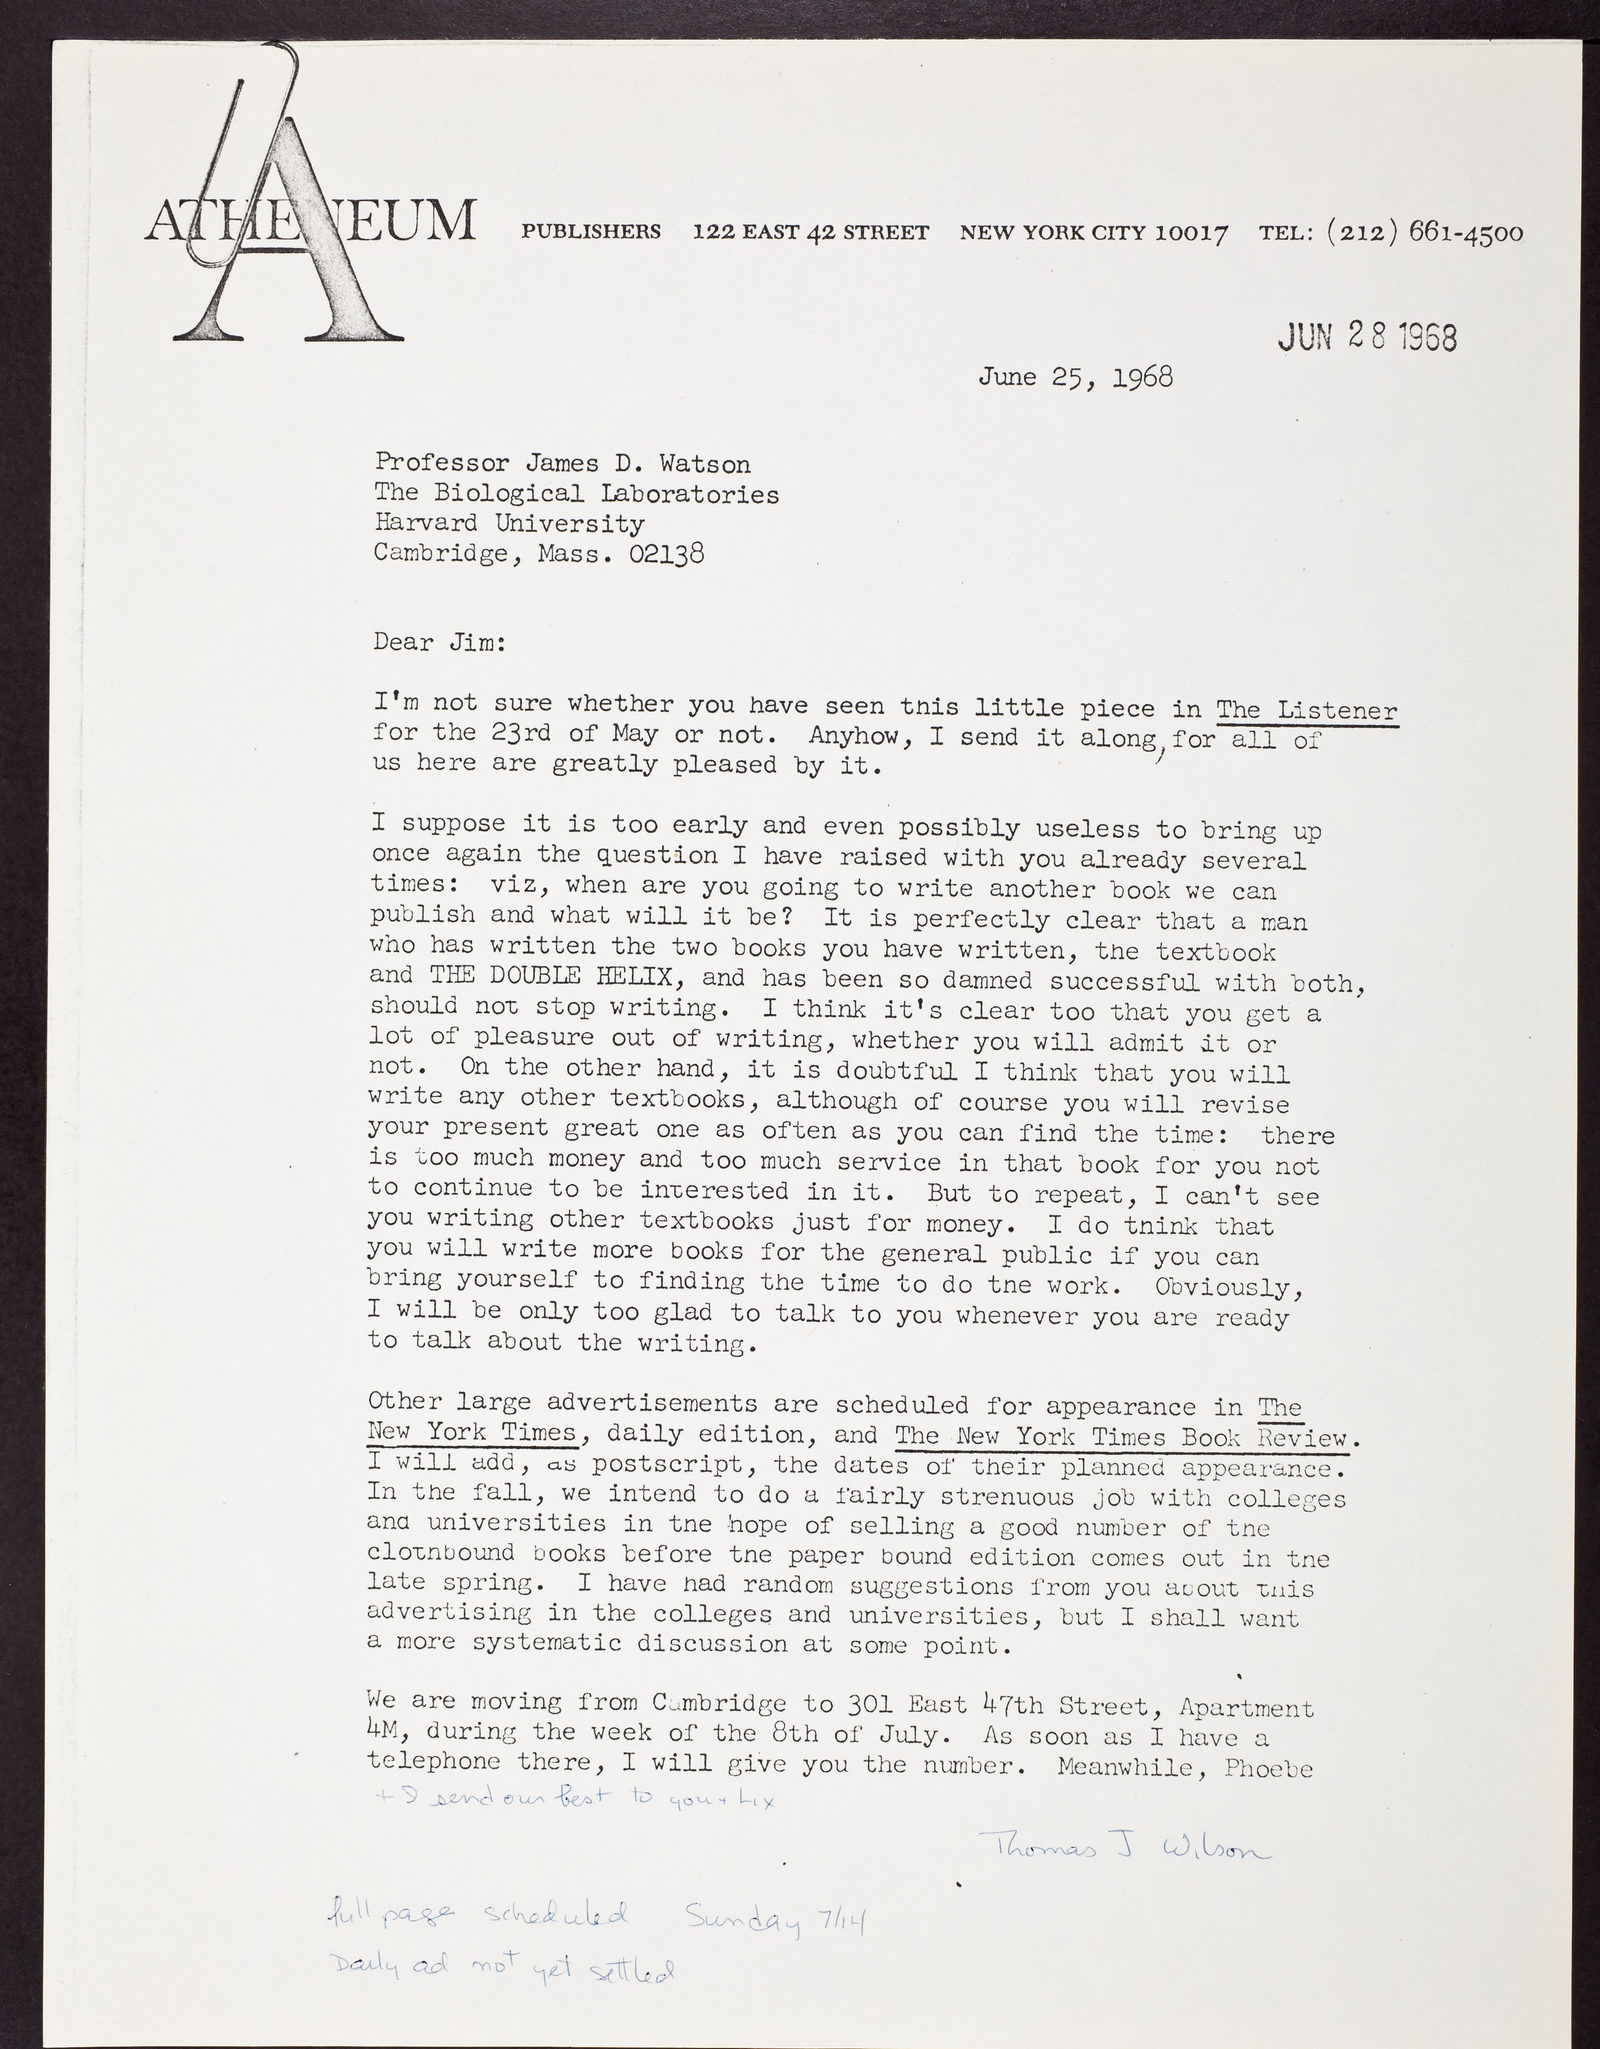 ATHENEUM PUBLISHERS 122 EAST 42 STREET NEW YORK CITY 10017 TEL: (212) 661-4500
JUN 28 1968
June 25, 1968
Professor James D. Watson
The Biological Laboratories
Harvard University
Cambridge, Mass. 02138
Dear Jim:
I'm not sure whether you have seen this little piece in The Listener
for the 23rd of May or not. Anyhow, I send it along, for all of
us here are greatly pleased by it.
I suppose it is too early and even possibly useless to bring up
once again the question I have raised with you already several
times: viz, when are you going to write another book we can
publish and what will it be? It is perfectly clear that a man
who has written the two books you have written, the textbook
and THE DOUBLE HELIX, and has been so damned successful with both,
should not stop writing. I think it's clear too that you get a
lot of pleasure out of writing, whether you will admit it or
not. On the other hand, it is doubtful I think that you will
write any other textbooks, although of course you will revise
your present great one as often as you can find the time: there
is too much money and too much service in that book for you not
to continue to be interested in it. But to repeat, I can't see
you writing other textbooks just for money. I do think that
you will write more books for the general public if you can
bring yourself to finding the time to do the work. Obviously,
I will be only too glad to talk to you whenever you are ready
to talk about the writing.
Other large advertisements are scheduled for appearance in The
New York Times, daily edition, and The New York Times Book Review.
I will add, as postscript, the dates of their planned appearance.
In the fall, we intend to do a fairly strenuous job with colleges
and universities in the hope of selling a good number of the
clothbound books before the paper bound edition comes out in the
late spring. I have had random suggestions from you about this
advertising in the colleges and universities, but I shall want
a more systematic discussion at some point.
We are moving from Cambridge to 301 East 47th Street, Apartment
4M, during the week of the 8th of July. As soon as I have a
telephone there, I will give you the number. Meanwhile, Phoebe
+ I send our best to you + Liz
Thomas J Wilson
full page scheduled Sunday 7/14
Daily ad not yet settled